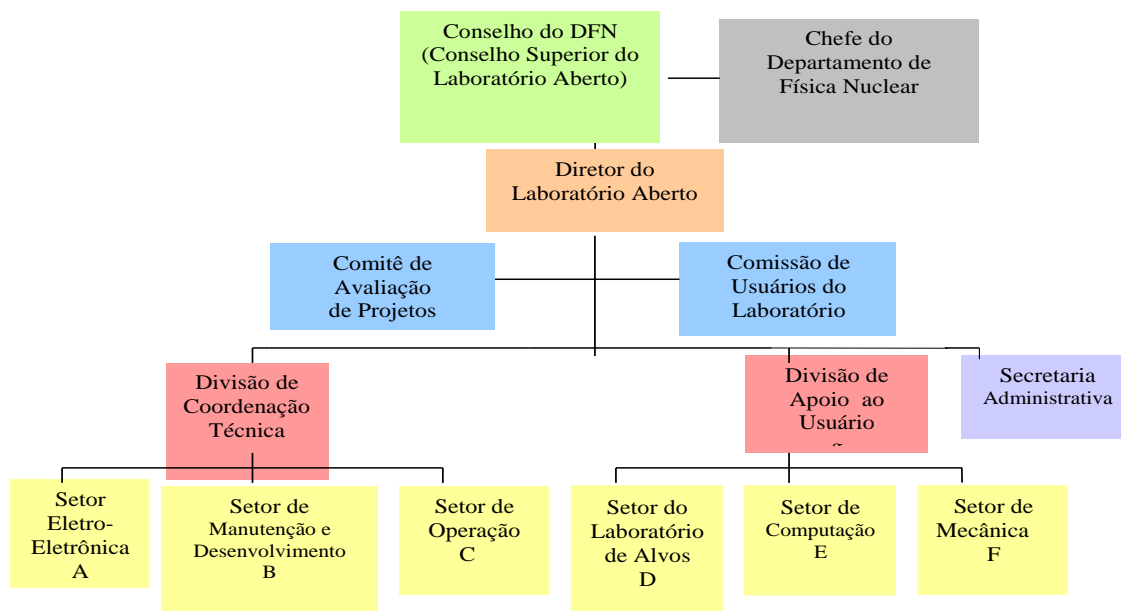 Conselho do DFN
(Conselho Superior do
Laboratório Aberto)
Chefe do
Departamento de
Física Nuclear
Diretor do
Laboratório Aberto
Comitê de
Avaliação
de Projetos
Comissão de
Usuários do
Laboratório
Divisão de
Coordenação
Técnica
Divisão de
Apoio ao
Usuário
Secretaria
Administrativa
Setor
Eletro-
Eletrônica
A
Setor de
Manutenção e
Desenvolvimento
B
Setor de
Operação
C
Setor do
Laboratório
de Alvos
D
Setor de
Computação
E
Setor de
Mecânica
F